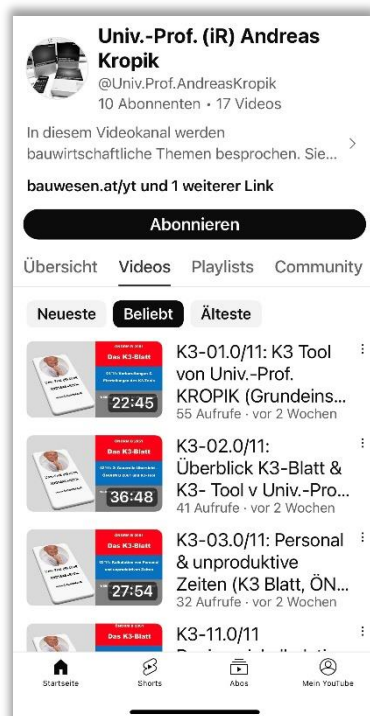 Univ.-Prof. (iR) Andreas
Kropik
@Univ.Prof.AndreasKropik
10 Abonnenten • 17 Videos
In diesem Videokanal werden
bauwirtschaftliche Themen besprochen. Sie...
bauwesen.at/yt und 1 weiterer Link
Abonnieren
Übersicht Videos Playlists Community
Neueste Beliebt Älteste
Das K3-Blatt
22:45
K3-01.0/11: K3 Tool
von Univ.-Prof.
KROPIK (Grundeins...
55 Aufrufe · vor 2 Wochen
Das K3-Blatt
36:48
K3-02.0/11:
Überblick K3-Blatt &
K3- Tool v Univ.-Pro...
41 Aufrufe · vor 2 Wochen
Das K3-Blatt
27:54
K3-03.0/11: Personal
& unproduktive
Zeiten (K3 Blatt, ÖN...
32 Aufrufe · vor 2 Wochen
Das K3-Blatt
K3-11.0/11
Startseite Shorts Abos Mein YouTube